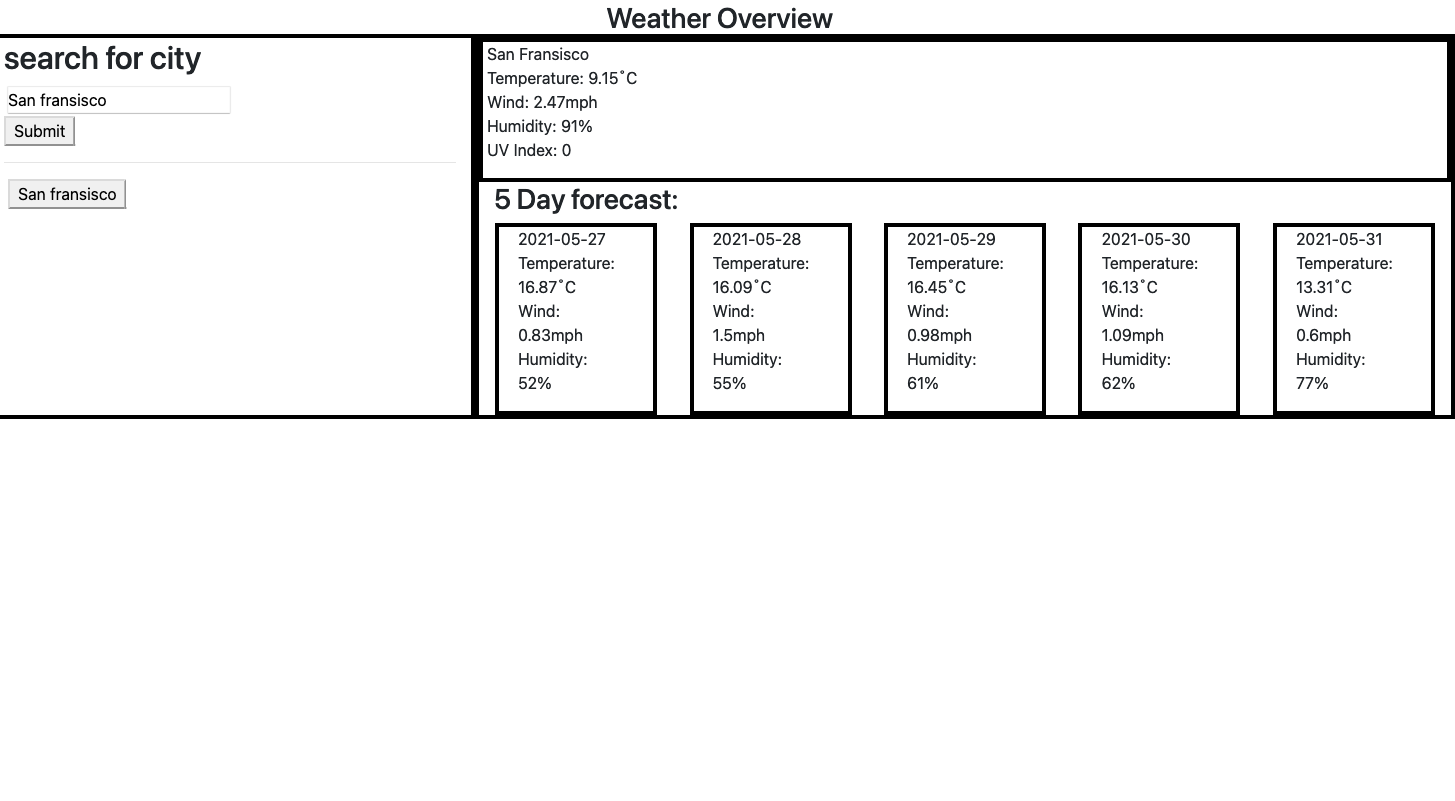 Weather Overview
search for city
San fransisco
Submit
San fransisco
San Fransisco
Temperature: 9.15˚C
Wind: 2.47mph
Humidity: 91%
UV Index: 0
5 Day forecast:
2021-05-27
Temperature:
16.87˚C
Wind:
0.83mph
Humidity:
52%
2021-05-28
Temperature:
16.09˚C
Wind:
1.5mph
Humidity:
55%
2021-05-29
Temperature:
16.45˚C
Wind:
0.98mph
Humidity:
61%
2021-05-30
Temperature:
16.13˚C
Wind:
1.09mph
Humidity:
62%
2021-05-31
Temperature:
13.31˚C
Wind:
0.6mph
Humidity:
77%